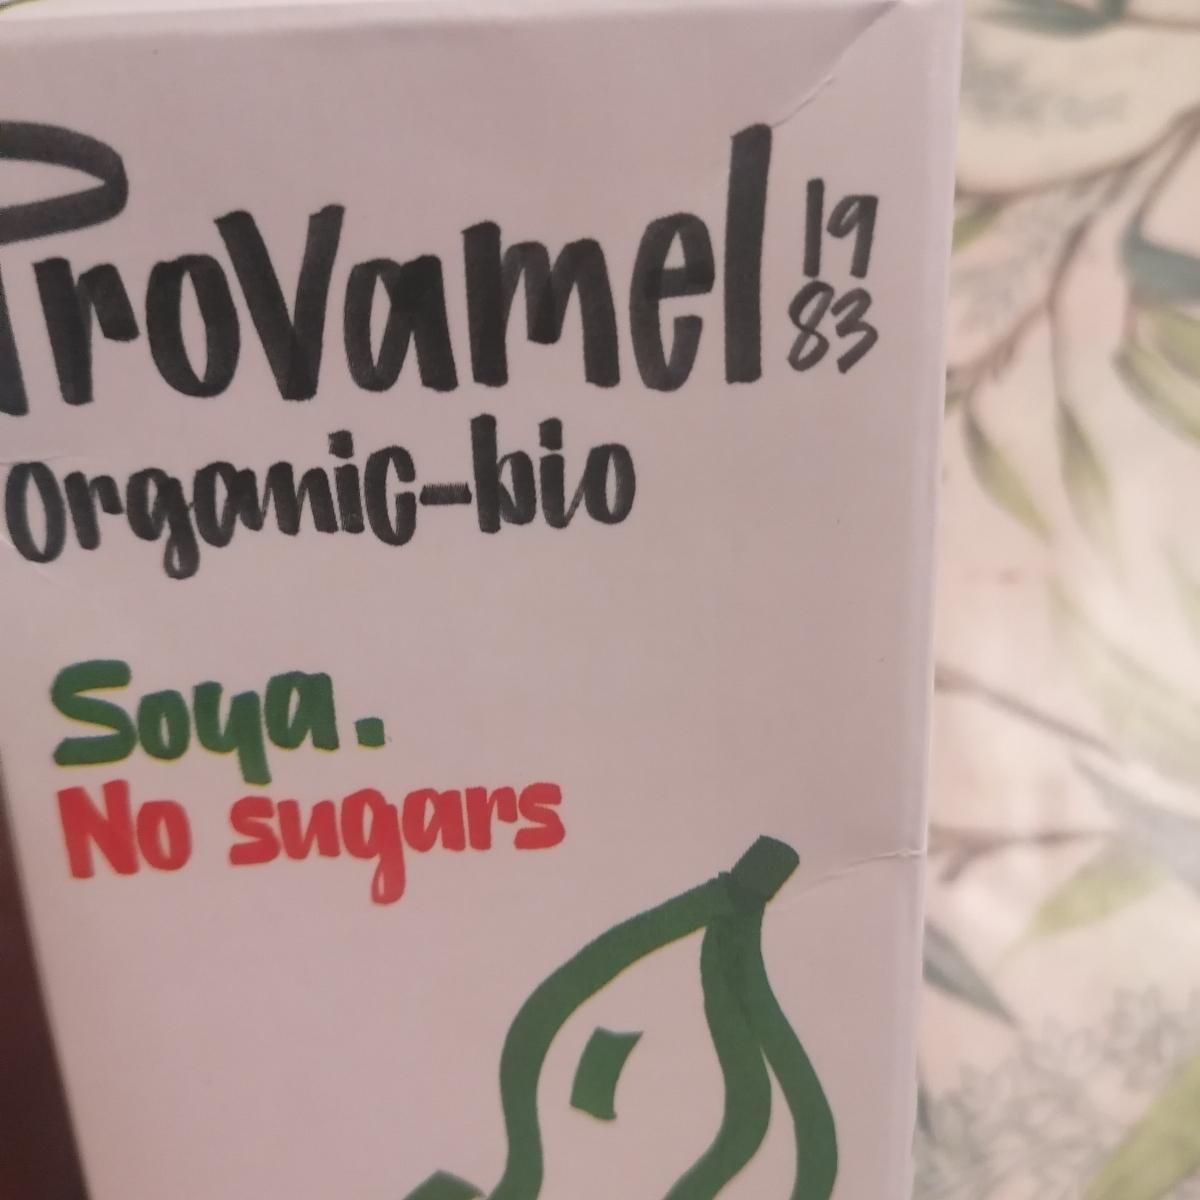 Provamel
19
83
organic-bio
Soya.
No sugars